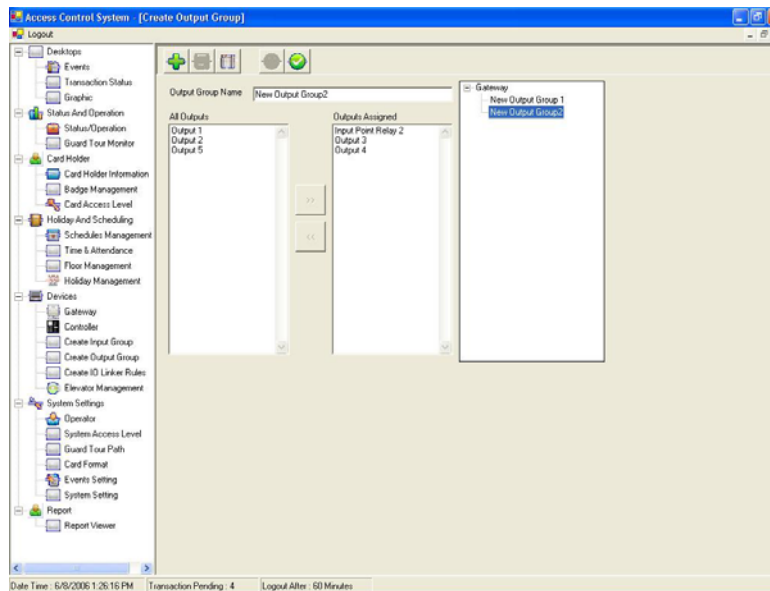 Access Control System - [Create Output Group]
Logout
Desktops
Events
Transaction Status
Graphic
Status And Operation
Status/Operation
Guard Tour Monitor
Card Holder
Card Holder Information
Badge Management
Card Access Level
Holiday And Scheduling
Schedules Management
Time & Attendance
Floor Management
Holiday Management
Devices
Gateway
Controller
Create Input Group
Create Output Group
Create IO Linker Rules
Elevator Management
System Settings
Operator
System Access Level
Guard Tour Path
Card Format
Events Setting
System Setting
Report
Report Viewer
Output Group Name New Output Group2
All Outputs
Output 1
Output 2
Output 5
>>
<<
Outputs Assigned
Input Point Relay 2
Output 3
Output 4
Gateway
New Output Group 1
New Output Group2
Date Time : 6/8/2006 1:26:16 PM Transaction Pending : 4 Logout After : 60 Minutes